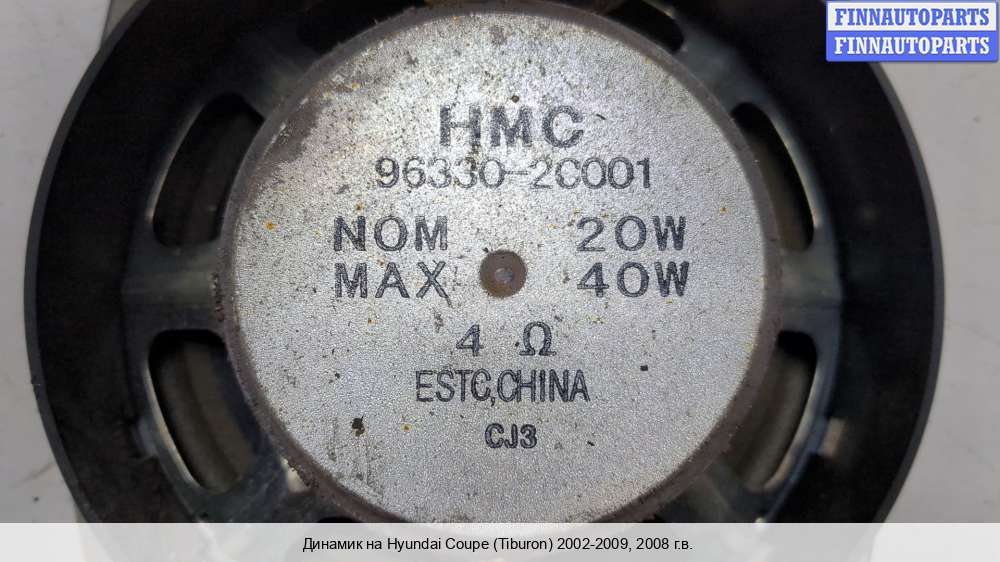 FINNAUTOPARTS
FINNAUTOPARTS
HMC
96330-2C001
NOM 20W
MAX 40W
4 Ω
ESTC,CHINA
CJ3
Динамик на Hyundai Coupe (Tiburon) 2002-2009, 2008 г.в.